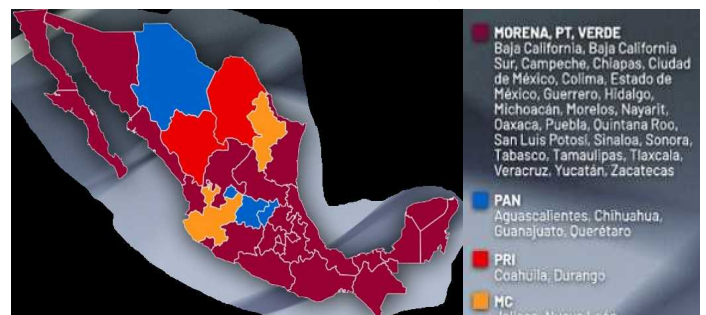 MORENA, PT, VERDE
Baja California, Baja California
Sur, Campeche, Chiapas, Ciudad
de México, Colima, Estado de
México, Guerrero, Hidalgo,
Michoacán, Morelos, Nayarit,
Oaxaca, Puebla, Quintana Roo,
San Luis Potosí, Sinaloa, Sonora,
Tabasco, Tamaulipas, Tlaxcala,
Veracruz, Yucatán, Zacatecas
PAN
Aguascalientes, Chihuahua,
Guanajuato, Querétaro
PRI
Coahuila, Durango
MC